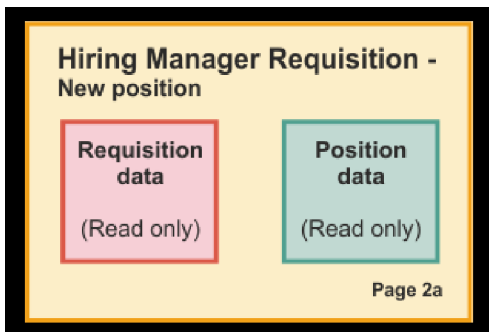 Hiring Manager Requisition -
New position
Requisition
data
(Read only)
Position
data
(Read only)
Page 2a